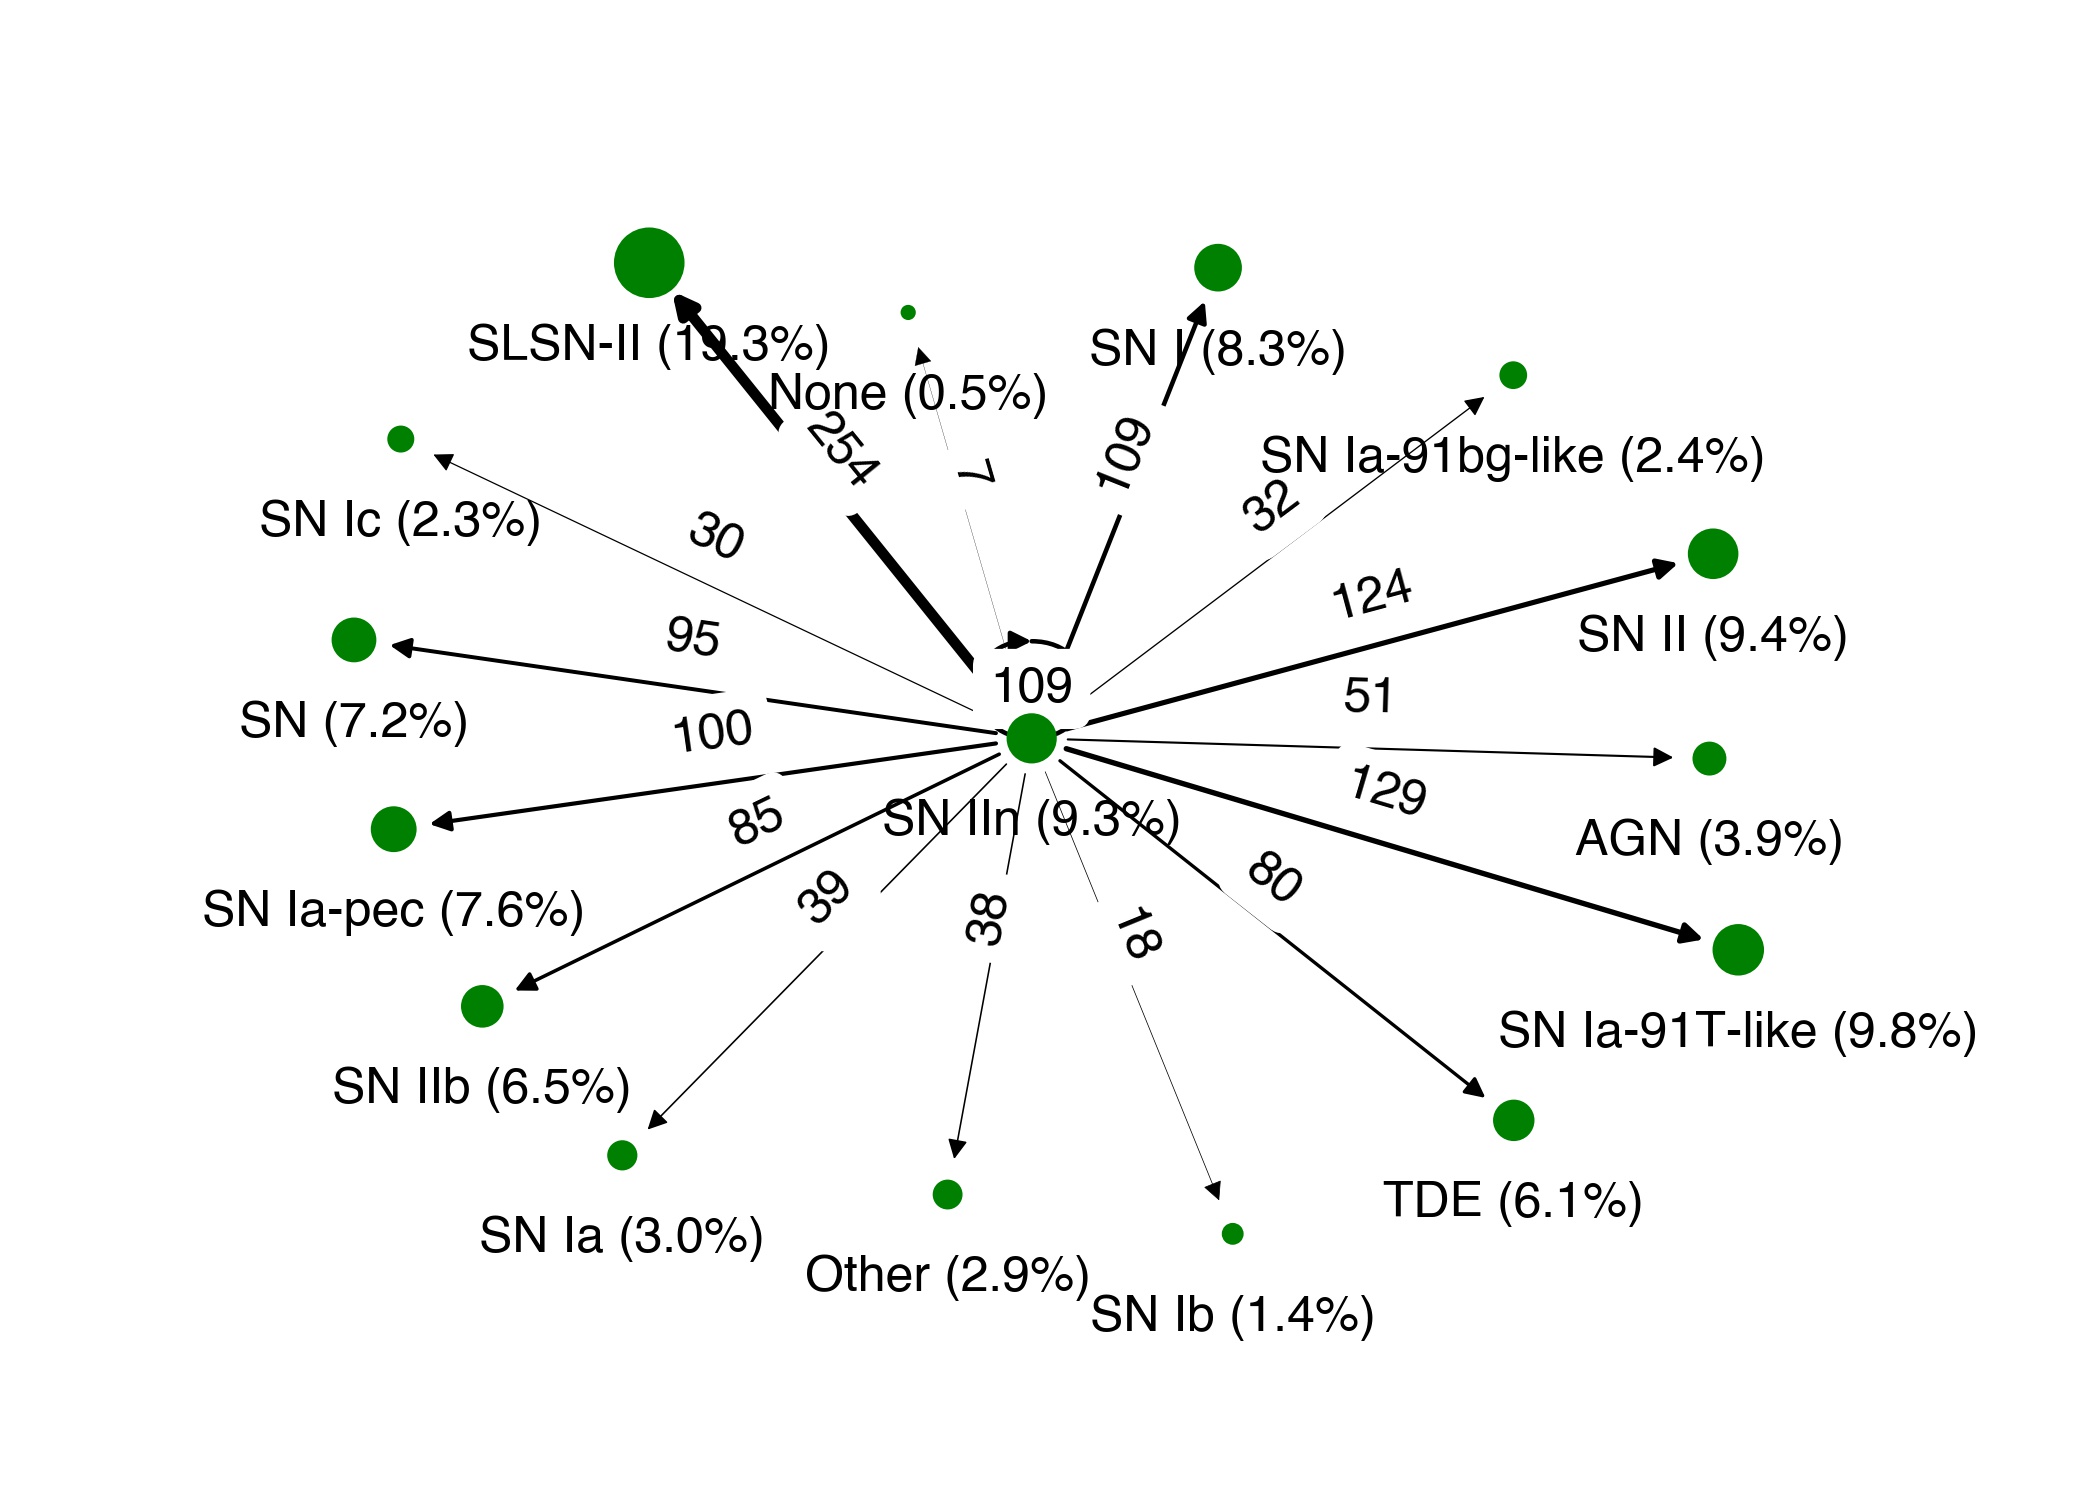 SLSN-II (19.3%)
None (0.5%)
SN I (8.3%)
254
7
109
SN Ia-91bg-like (2.4%)
32
SN Ic (2.3%)
30
124
SN II (9.4%)
95
SN (7.2%)
109
51
100
129
AGN (3.9%)
SN IIn (9.3%)
85
SN Ia-pec (7.6%)
39
38
18
80
SN Ia-91T-like (9.8%)
SN IIb (6.5%)
TDE (6.1%)
SN Ia (3.0%)
Other (2.9%)
SN Ib (1.4%)